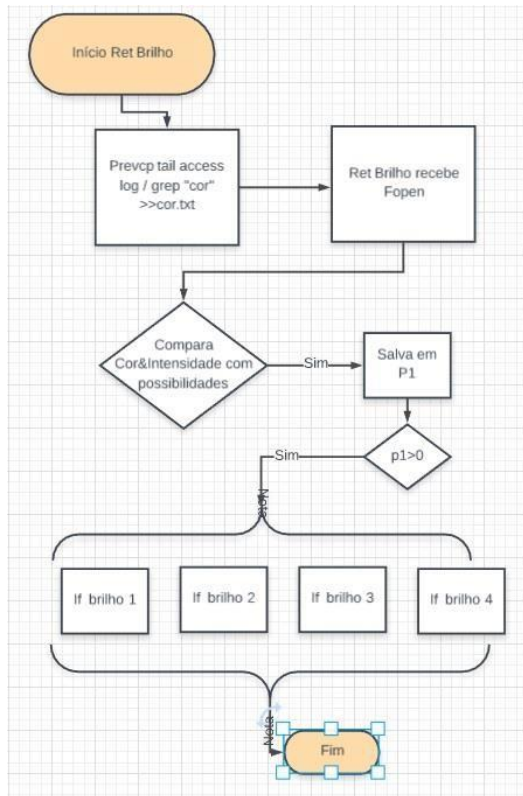 Início Ret Brilho
Prevcp tail access
log / grep "cor"
>>cor.txt
Ret Brilho recebe
Fopen
Compara
Cor&Intensidade com
possibilidades
Sim
Salva em
P1
p1>0
Sim
Nota
If brilho 1
If brilho 2
If brilho 3
If brilho 4
Nota
Fim